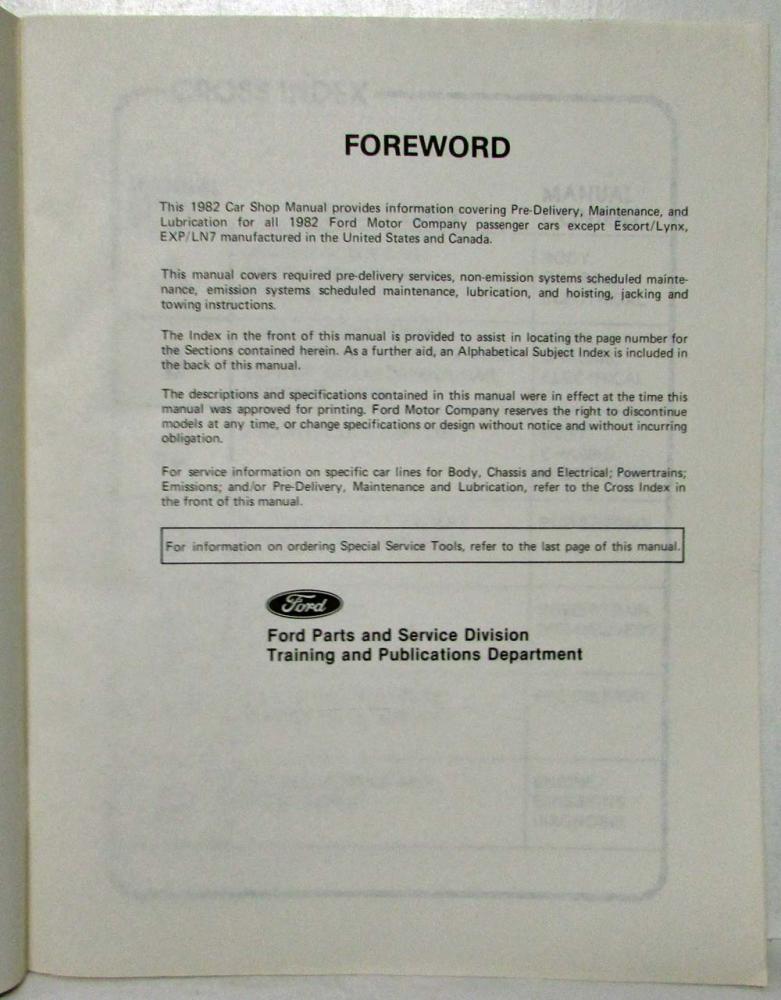 FOREWORD
This 1982 Car Shop Manual provides information covering Pre-Delivery, Maintenance, and
Lubrication for all 1982 Ford Motor Company passenger cars except Escort/Lynx,
EXP/LN7 manufactured in the United States and Canada.
This manual covers required pre-delivery services, non-emission systems scheduled mainte-
nance, emission systems scheduled maintenance, lubrication, and hoisting, jacking and
towing instructions.
The Index in the front of this manual is provided to assist in locating the page number for
the Sections contained herein. As a further aid, an Alphabetical Subject Index is included in
the back of this manual.
The descriptions and specifications contained in this manual were in effect at the time this
manual was approved for printing. Ford Motor Company reserves the right to discontinue
models at any time, or change specifications or design without notice and without incurring
obligation.
For service information on specific car lines for Body, Chassis and Electrical; Powertrains;
Emissions; and/or Pre-Delivery, Maintenance and Lubrication, refer to the Cross Index in
the front of this manual.
For information on ordering Special Service Tools, refer to the last page of this manual.
Ford
Ford Parts and Service Division
Training and Publications Department